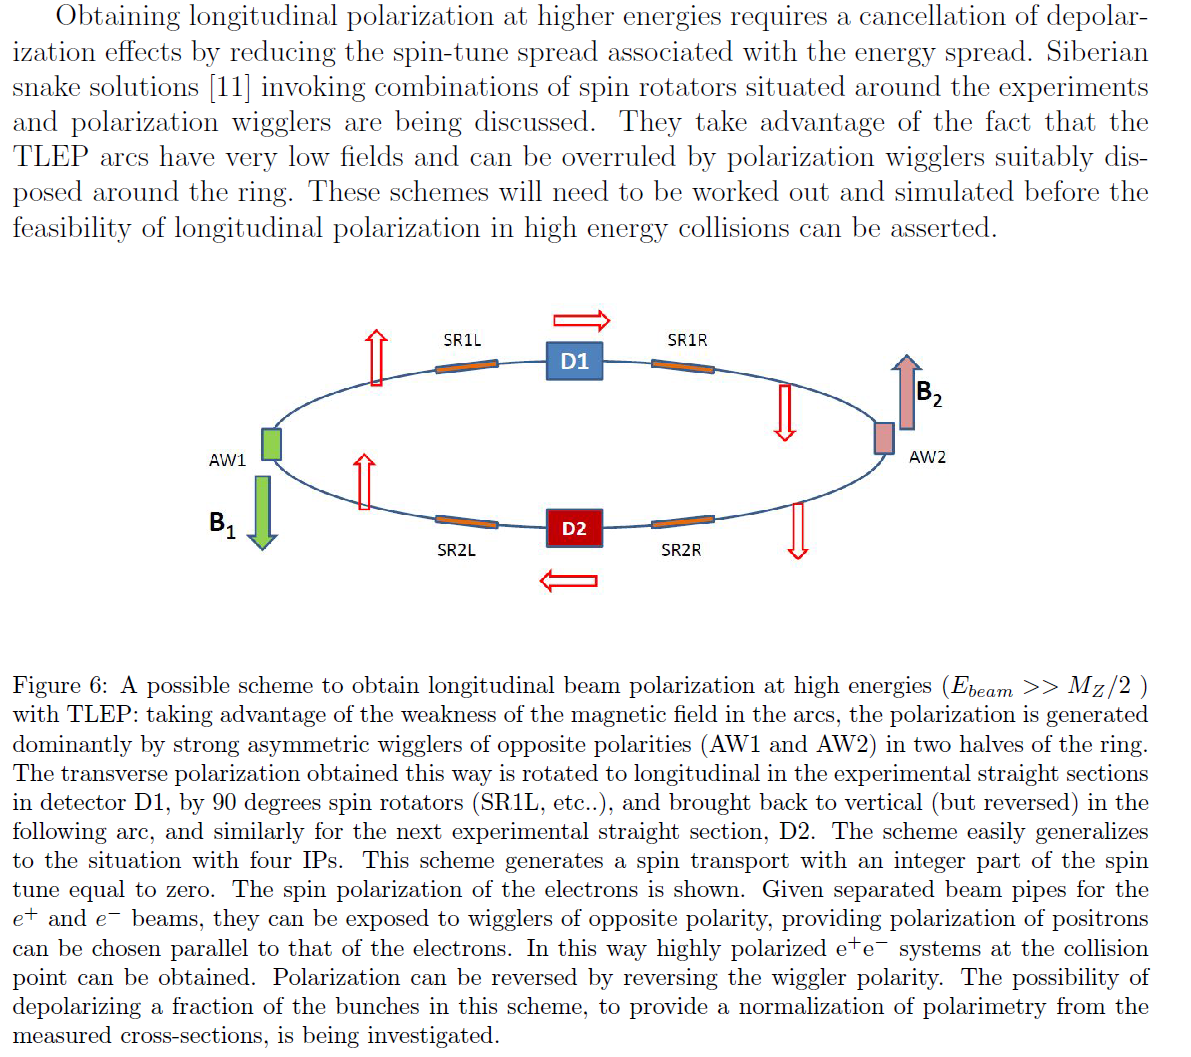 Obtaining longitudinal polarization at higher energies requires a cancellation of depolar-
ization effects by reducing the spin-tune spread associated with the energy spread. Siberian
snake solutions [11] invoking combinations of spin rotators situated around the experiments
and polarization wigglers are being discussed. They take advantage of the fact that the
TLEP arcs have very low fields and can be overruled by polarization wigglers suitably dis-
posed around the ring. These schemes will need to be worked out and simulated before the
feasibility of longitudinal polarization in high energy collisions can be asserted.
SR1L
SR1R
D1
B2
AW1
AW2
B1
D2
SR2L
SR2R
Figure 6: A possible scheme to obtain longitudinal beam polarization at high energies (Ebeam >> MZ/2 )
with TLEP: taking advantage of the weakness of the magnetic field in the arcs, the polarization is generated
dominantly by strong asymmetric wigglers of opposite polarities (AW1 and AW2) in two halves of the ring.
The transverse polarization obtained this way is rotated to longitudinal in the experimental straight sections
in detector D1, by 90 degrees spin rotators (SR1L, etc..), and brought back to vertical (but reversed) in the
following arc, and similarly for the next experimental straight section, D2. The scheme easily generalizes
to the situation with four IPs. This scheme generates a spin transport with an integer part of the spin
tune equal to zero. The spin polarization of the electrons is shown. Given separated beam pipes for the
e+ and e− beams, they can be exposed to wigglers of opposite polarity, providing polarization of positrons
can be chosen parallel to that of the electrons. In this way highly polarized e+e− systems at the collision
point can be obtained. Polarization can be reversed by reversing the wiggler polarity. The possibility of
depolarizing a fraction of the bunches in this scheme, to provide a normalization of polarimetry from the
measured cross-sections, is being investigated.